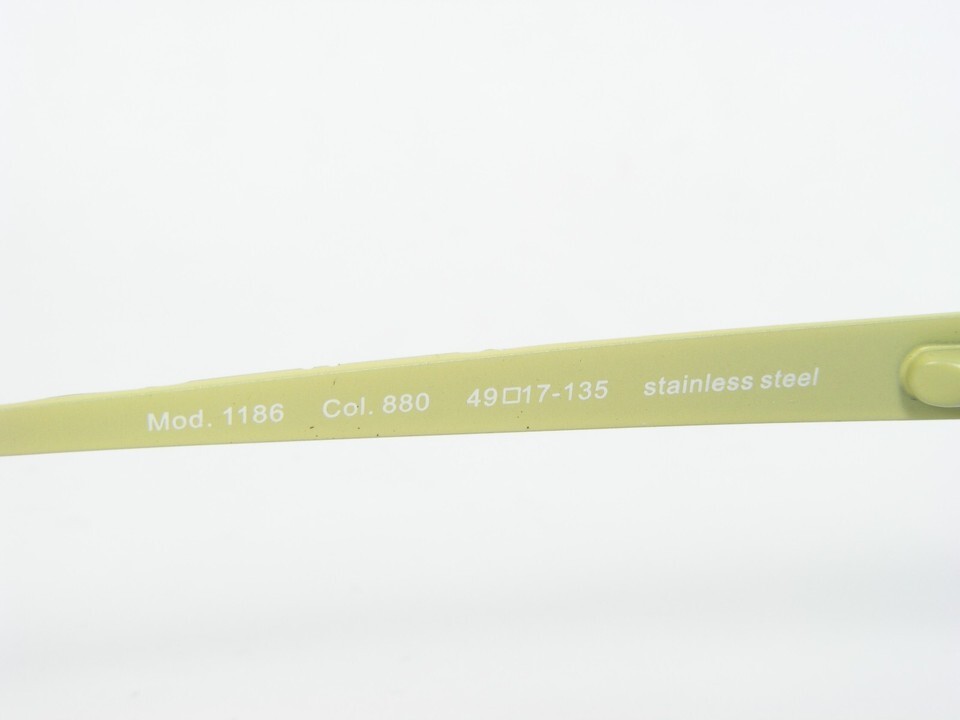 Mod. 1186 Col. 880 49□17-135 stainless steel